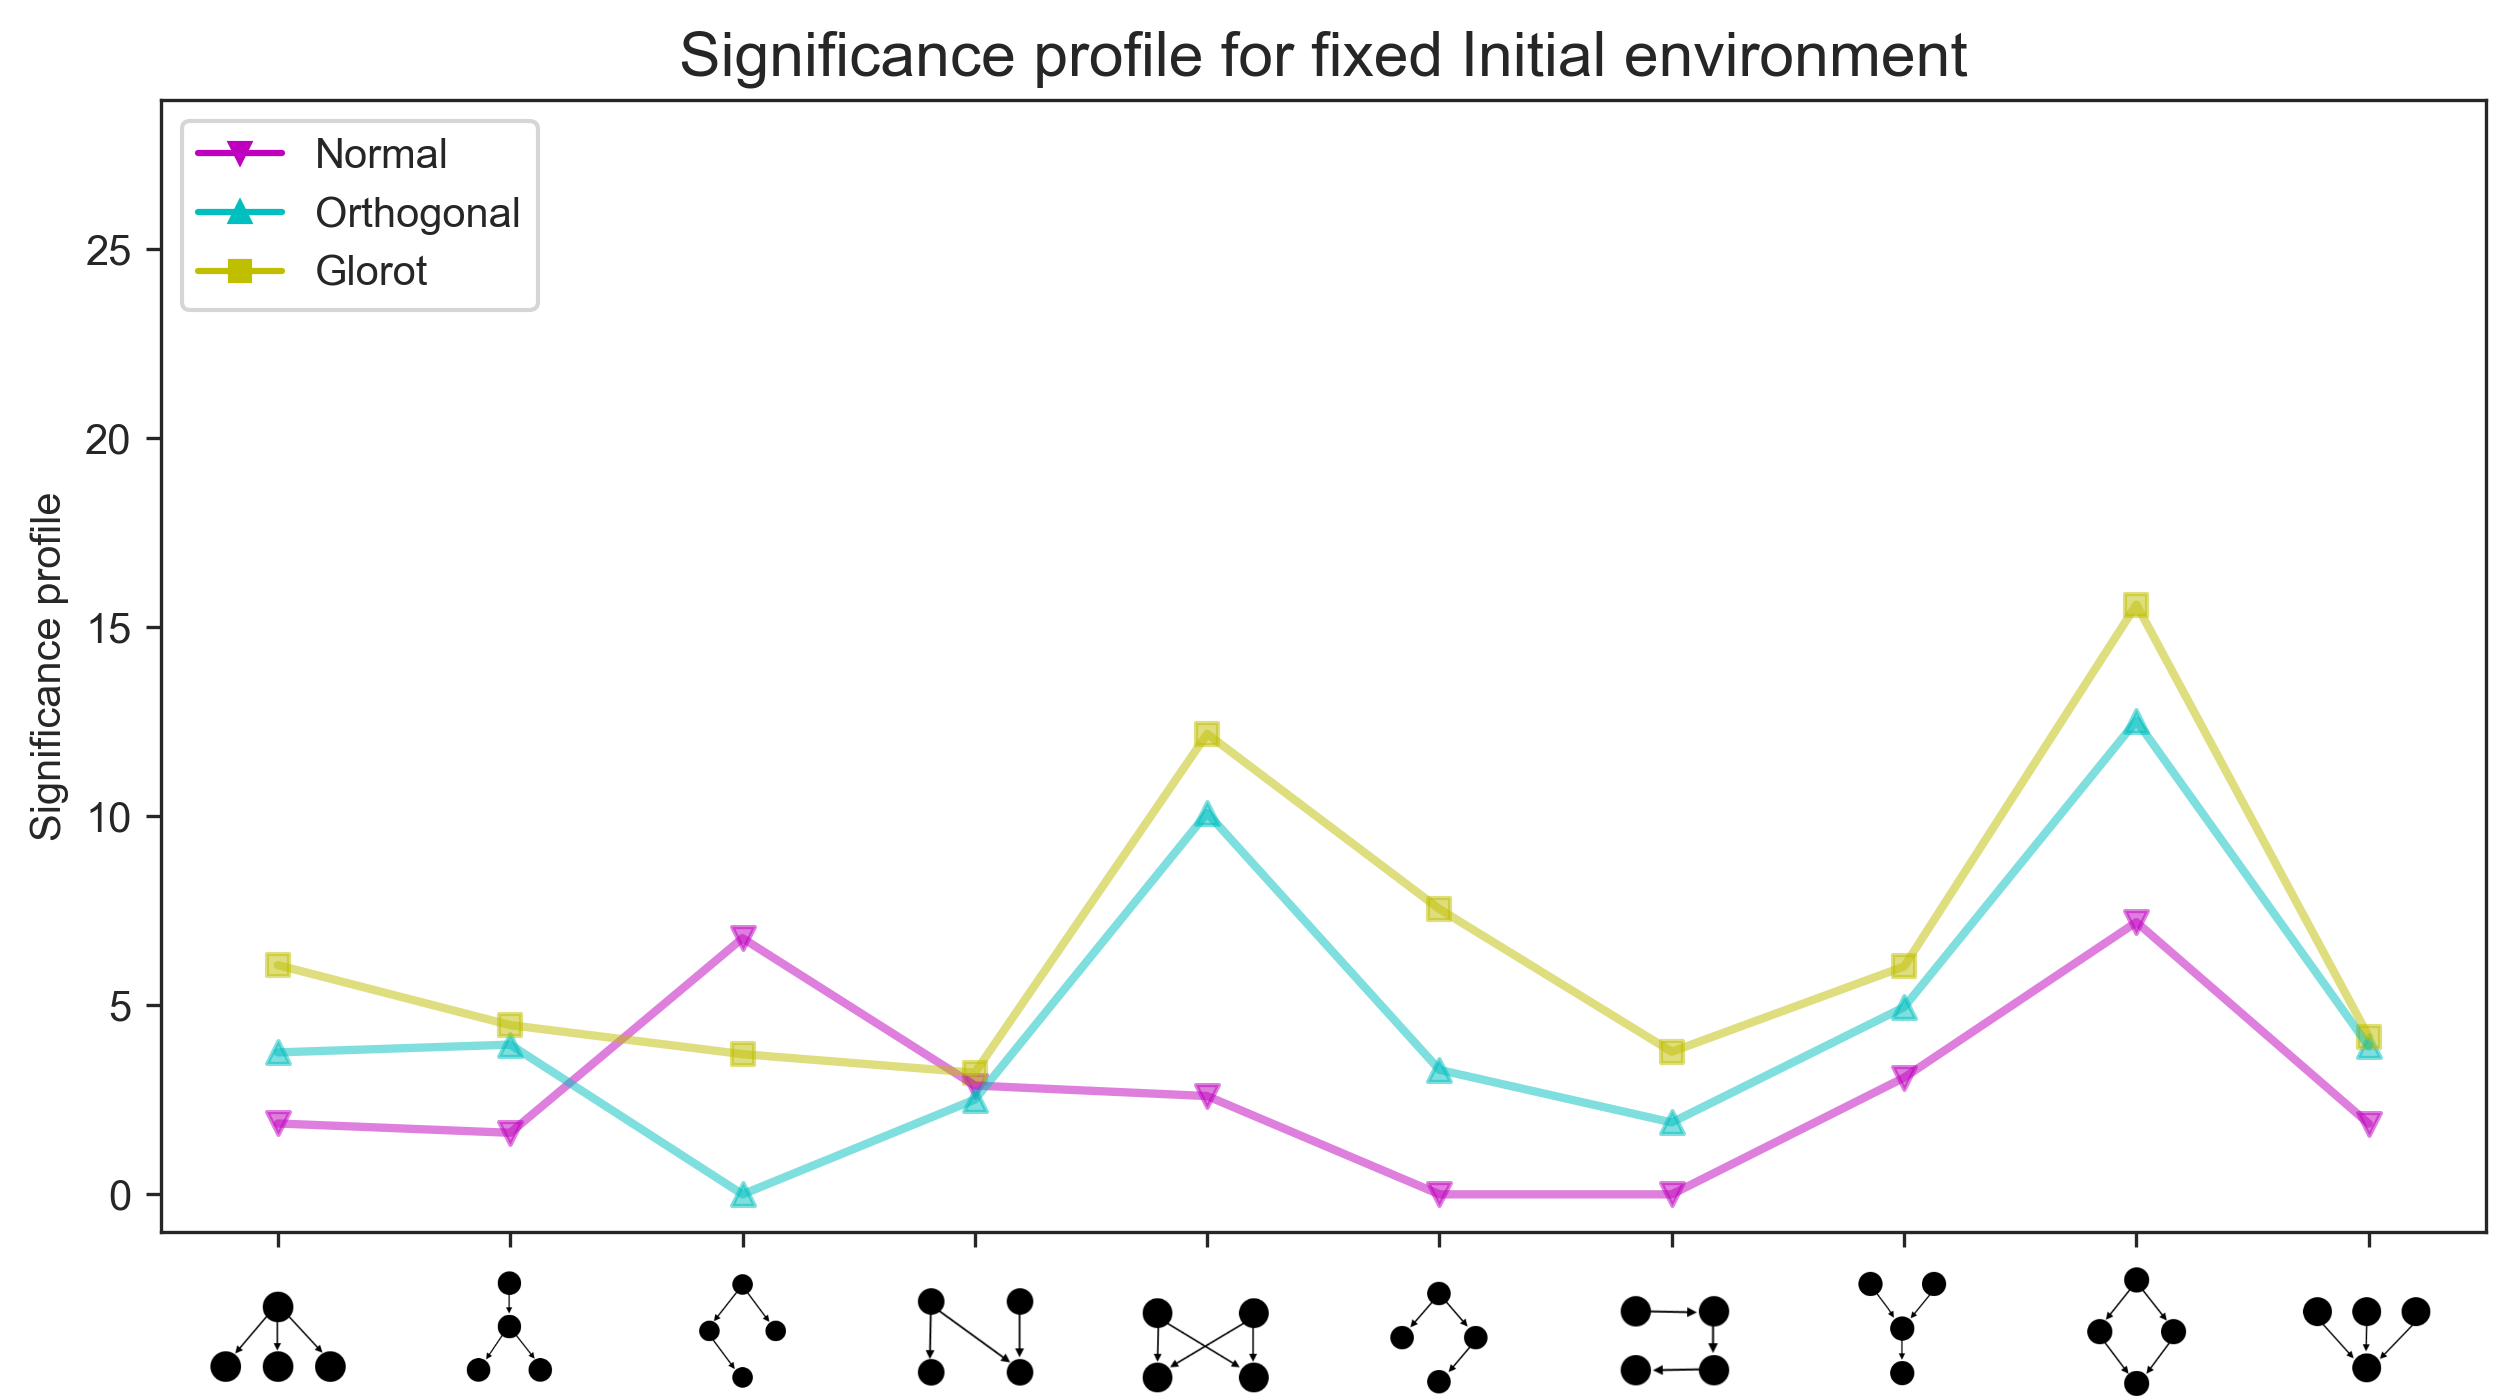 Significance profile for fixed Initial environment
Normal
Orthogonal
Glorot
Significance profile
25
20
15
10
5
0